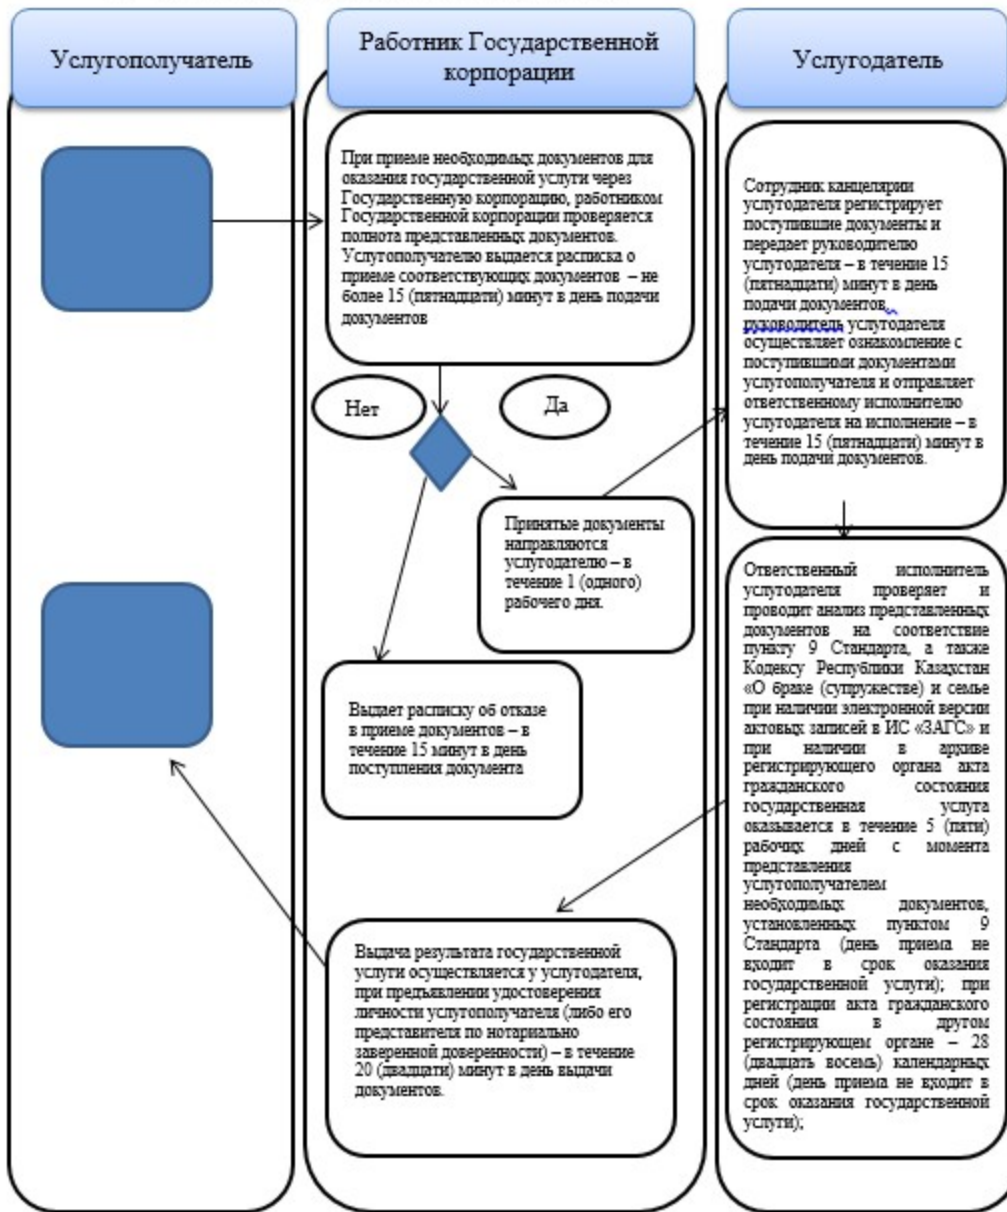 Услугополучатель
Работник Государственной
корпорации
Услугодатель
При приеме необходимых документов для
оказания государственной услуги через
Государственную корпорацию, работником
Государственной корпорации проверяется
полнота представленных документов.
Услугополучателю выдается расписка о
приеме соответствующих документов – не
более 15 (пятнадцати) минут в день подачи
документов
Нет
Да
Принятые документы
направляются
услугодателю – в
течение 1 (одного)
рабочего дня.
Выдает расписку об отказе
в приеме документов – в
течение 15 минут в день
поступления документа
Выдача результата государственной
услуги осуществляется у услугодателя,
при предъявлении удостоверения
личности услугополучателя (либо его
представителя по нотариально
заверенной доверенности) – в течение
20 (двадцати) минут в день выдачи
документов.
Сотрудник канцелярии
услугодателя регистрирует
поступившие документы и
передает руководителю
услугодателя – в течение 15
(пятнадцати) минут в день
подачи документов,
руководитель услугодателя
осуществляет ознакомление с
поступившими документами
услугополучателя и отправляет
ответственному исполнителю
услугодателя на исполнение – в
течение 15 (пятнадцати) минут в
день подачи документов.
Ответственный исполнитель
услугодателя проверяет и
проводит анализ представленных
документов на соответствие
пункту 9 Стандарта, а также
Кодексу Республики Казахстан
«О браке (супружестве) и семье
при наличии электронной версии
актовых записей в ИС «ЗАГС» и
при наличии в архиве
регистрирующего органа акта
гражданского состояния
государственная услуга
оказывается в течение 5 (пяти)
рабочих дней с момента
представления
услугополучателем
необходимых документов,
установленных пунктом 9
Стандарта (день приема не
входит в срок оказания
государственной услуги); при
регистрации акта гражданского
состояния в другом
регистрирующем органе – 28
(двадцать восемь) календарных
дней (день приема не входит в
срок оказания государственной
услуги);